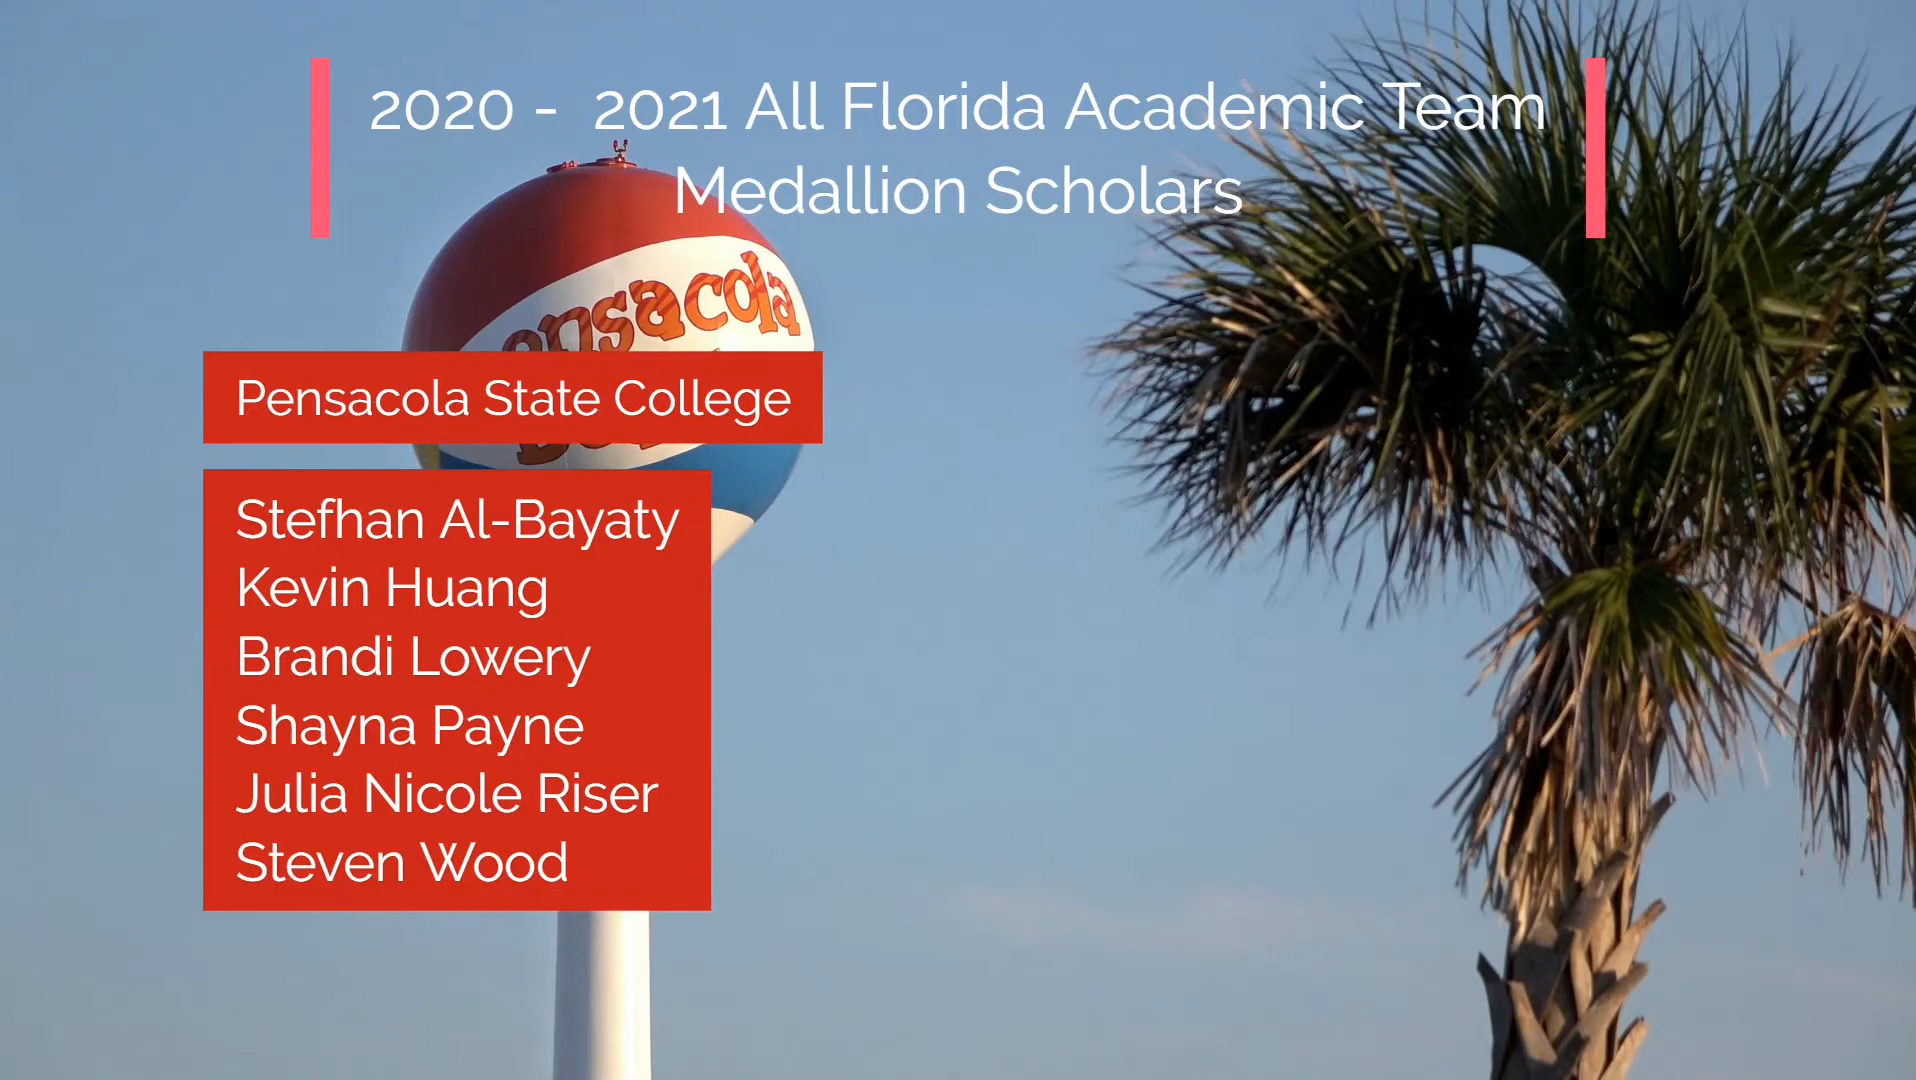 2020 - 2021 All Florida Academic Team
Medallion Scholars
Pensacola State College
Stefhan Al-Bayaty
Kevin Huang
Brandi Lowery
Shayna Payne
Julia Nicole Riser
Steven Wood